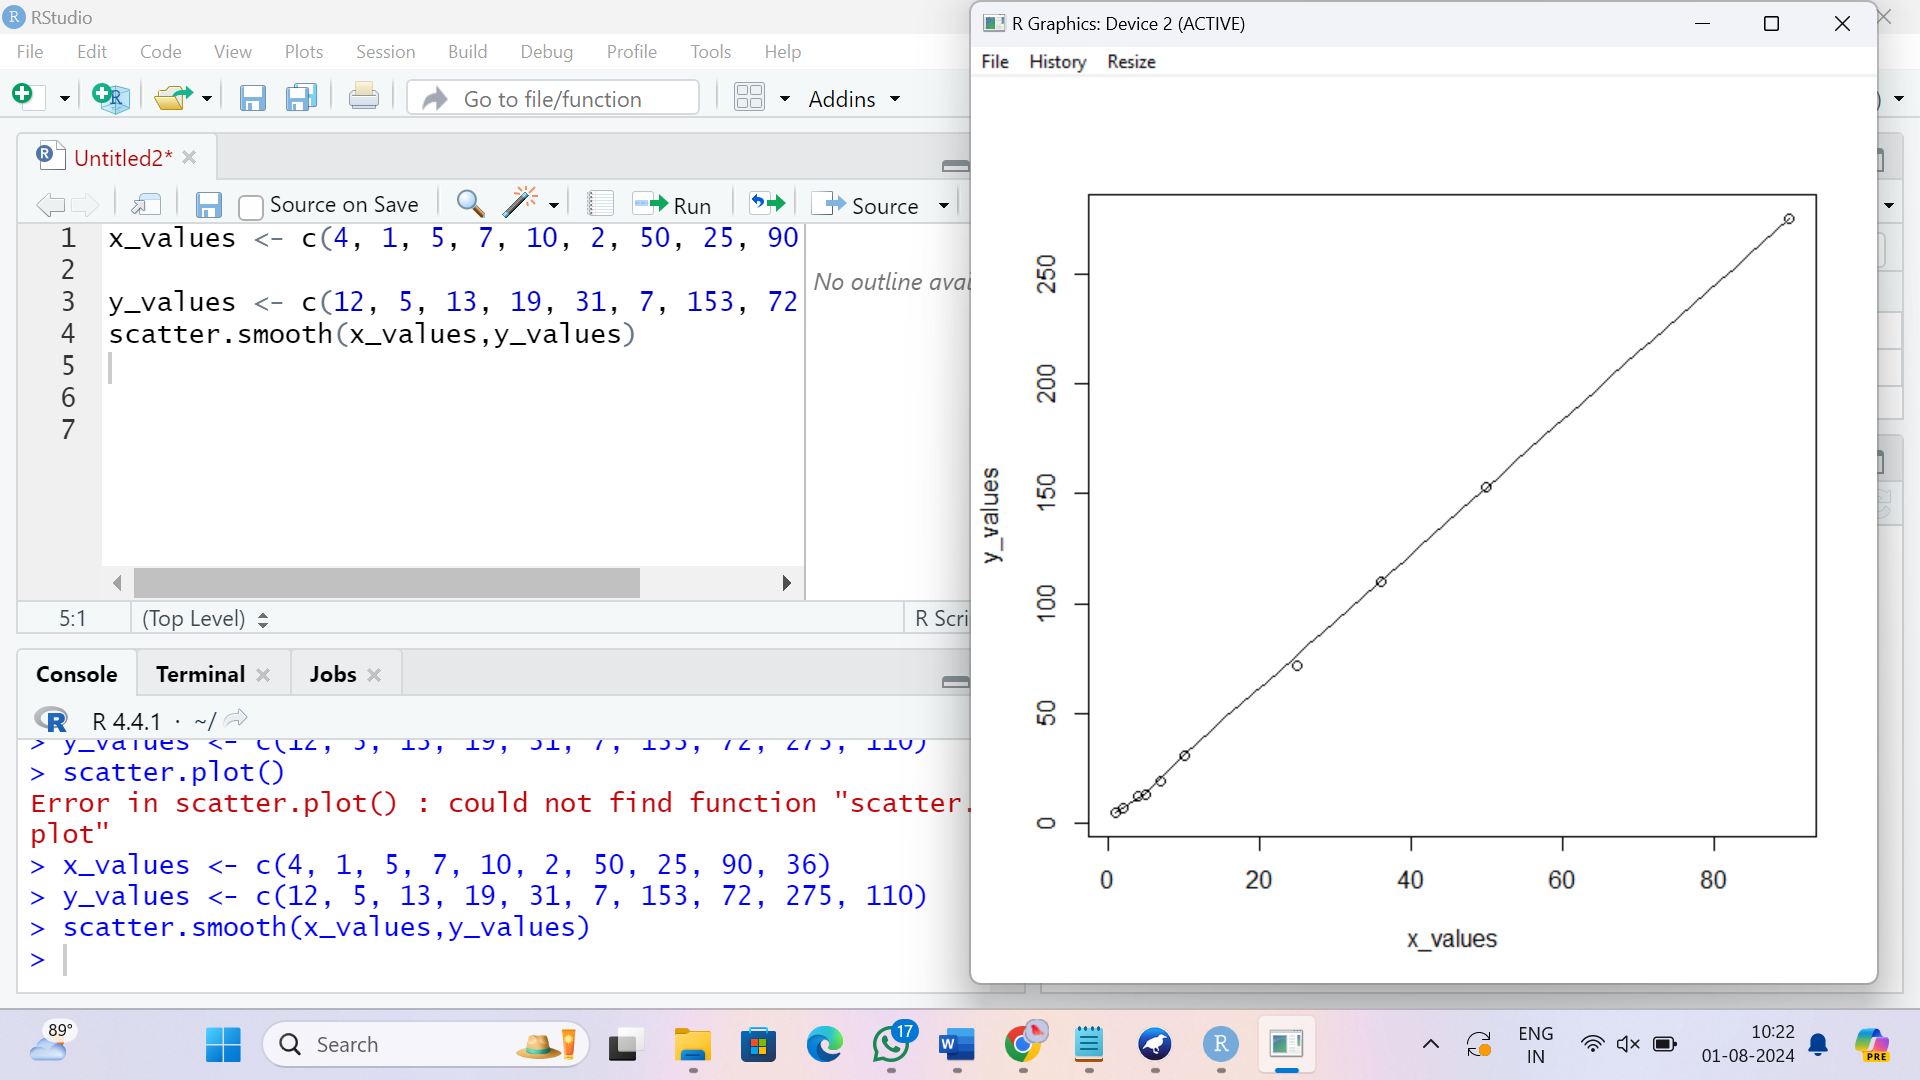 RStudio
File Edit Code View Plots Session Build Debug Profile Tools Help
Go to file/function
Addins
Untitled2*
Source on Save
Run
Source
1 x_values <- c(4, 1, 5, 7, 10, 2, 50, 25, 90
2
3 y_values <- c(12, 5, 13, 19, 31, 7, 153, 72
4 scatter.smooth(x_values,y_values)
5
6
7
No outline avai
5:1 (Top Level) R Scri
Console Terminal Jobs
R 4.4.1 · ~/
> y_values <- c(12, 5, 13, 19, 31, 7, 153, 72, 275, 110)
> scatter.plot()
Error in scatter.plot() : could not find function "scatter.
plot"
> x_values <- c(4, 1, 5, 7, 10, 2, 50, 25, 90, 36)
> y_values <- c(12, 5, 13, 19, 31, 7, 153, 72, 275, 110)
> scatter.smooth(x_values,y_values)
>
R Graphics: Device 2 (ACTIVE)
File History Resize
250
200
150
100
50
0
y_values
0 20 40 60 80
x_values
89°
Search
17
ENG
IN
10:22
01-08-2024
PRE